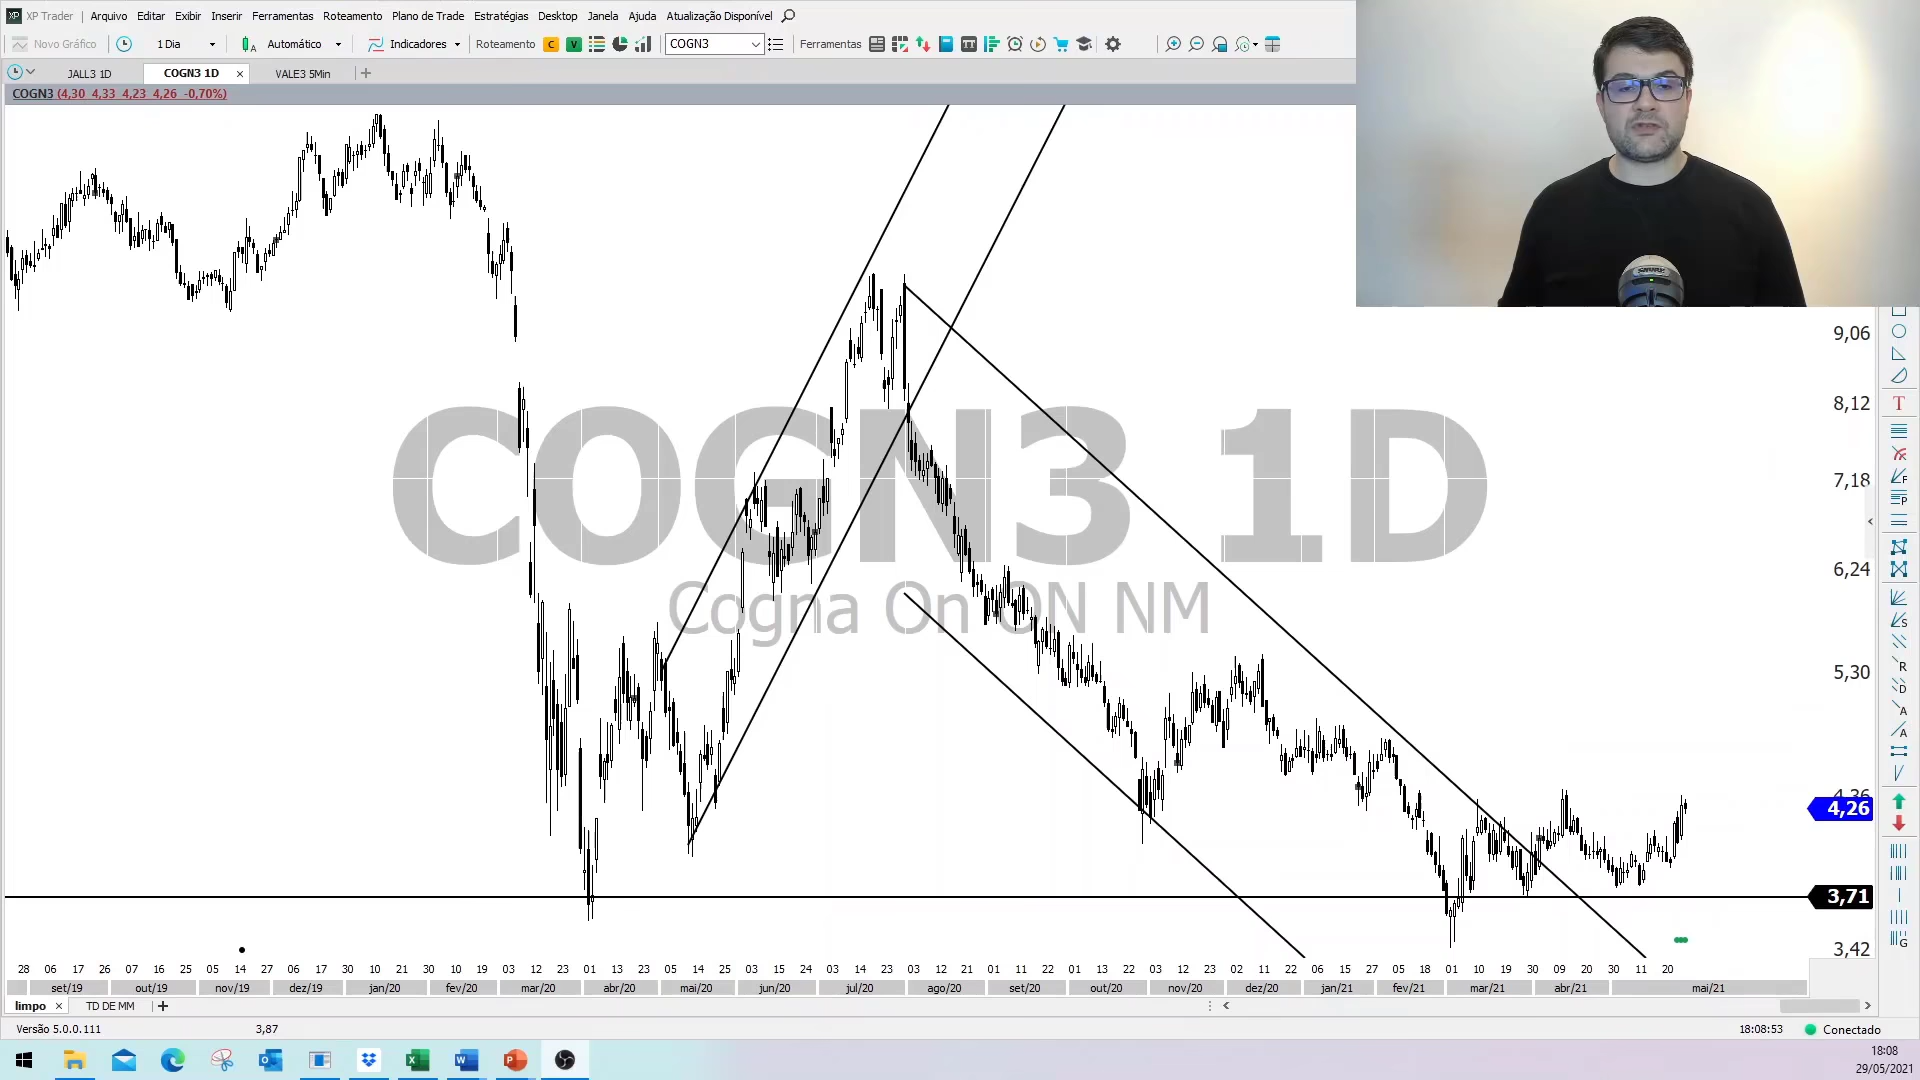 XP XP Trader Arquivo Editar Exibir Inserir Ferramentas Roteamento Plano de Trade Estratégias Desktop Janela Ajuda Atualização Disponível
Novo Gráfico 1 Dia Automático Indicadores Roteamento C V COGN3 Ferramentas
JALL3 1D COGN3 1D × VALE3 5Min +
COGN3 (4,30 4,33 4,23 4,26 -0,70%)
SHURE
9,06
8,12
7,18
6,24
5,30
4,36
4,26
3,71
3,42
COGN3 1D
Cogna On ON NM
28 06 17 26 07 16 25 05 14 27 06 17 30 10 21 30 10 19 03 12 23 01 13 23 05 14 25 03 15 24 03 14 23 03 12 21 01 11 22 01 13 22 03 12 23 02 11 22 06 15 27 05 18 01 10 19 30 09 20 30 11 20
set/19 out/19 nov/19 dez/19 jan/20 fev/20 mar/20 abr/20 mai/20 jun/20 jul/20 ago/20 set/20 out/20 nov/20 dez/20 jan/21 fev/21 mar/21 abr/21 mai/21
limpo × TD DE MM +
Versão 5.0.0.111 3,87 18:08:53 Conectado
18:08
29/05/2021